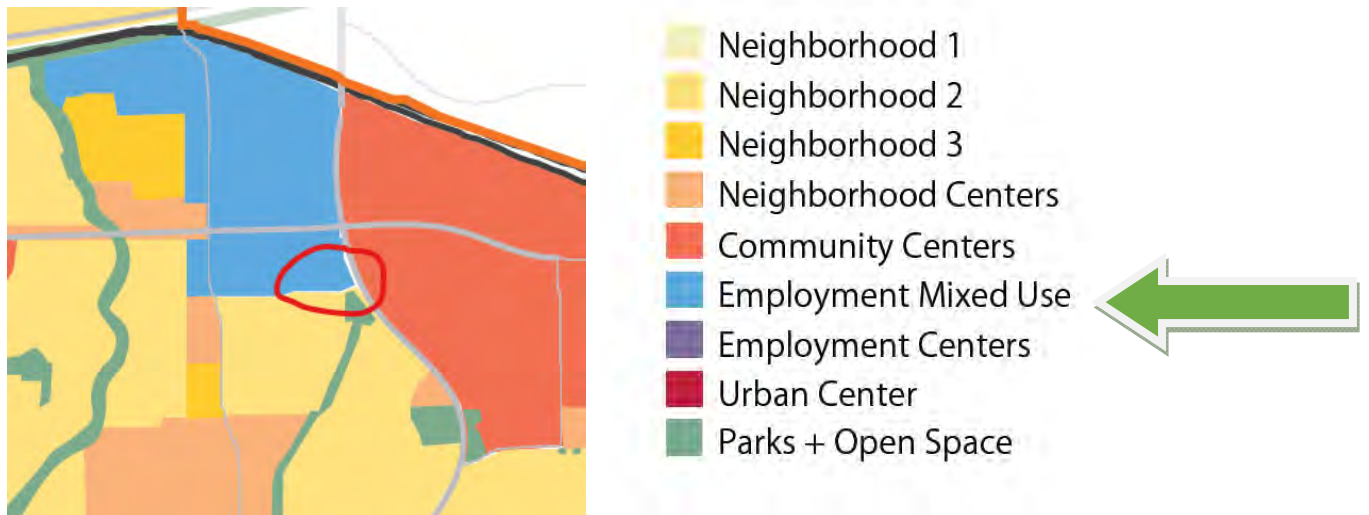 Neighborhood 1
Neighborhood 2
Neighborhood 3
Neighborhood Centers
Community Centers
Employment Mixed Use
Employment Centers
Urban Center
Parks + Open Space